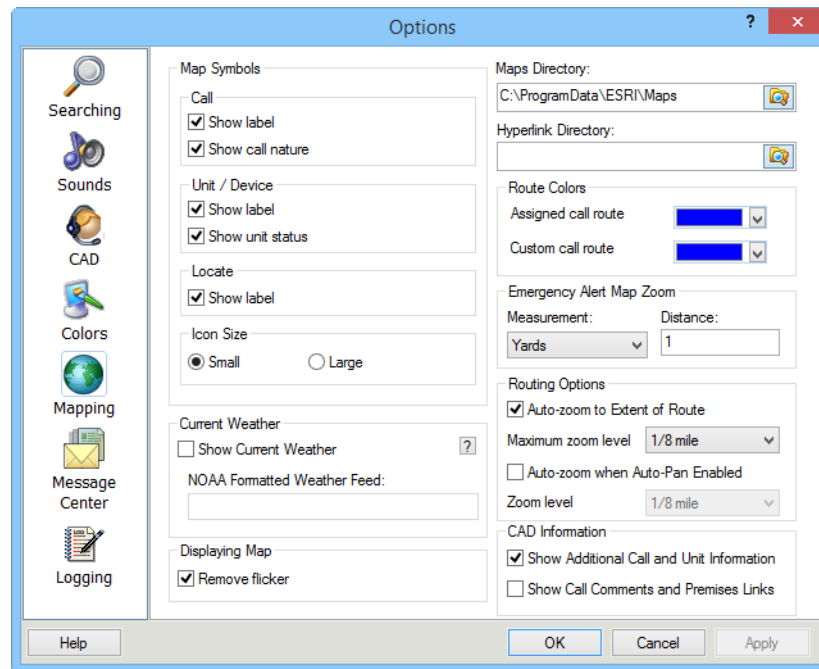 Options
?
Searching
Sounds
CAD
Colors
Mapping
Message
Center
Logging
Map Symbols
Call
Show label
Show call nature
Unit / Device
Show label
Show unit status
Locate
Show label
Icon Size
Small
Large
Current Weather
Show Current Weather
?
NOAA Formatted Weather Feed:
Displaying Map
Remove flicker
Maps Directory:
C:\ProgramData\ESRI\Maps
Hyperlink Directory:
Route Colors
Assigned call route
Custom call route
Emergency Alert Map Zoom
Measurement:
Distance:
Yards
1
Routing Options
Auto-zoom to Extent of Route
Maximum zoom level
1/8 mile
Auto-zoom when Auto-Pan Enabled
Zoom level
1/8 mile
CAD Information
Show Additional Call and Unit Information
Show Call Comments and Premises Links
Help
OK
Cancel
Apply